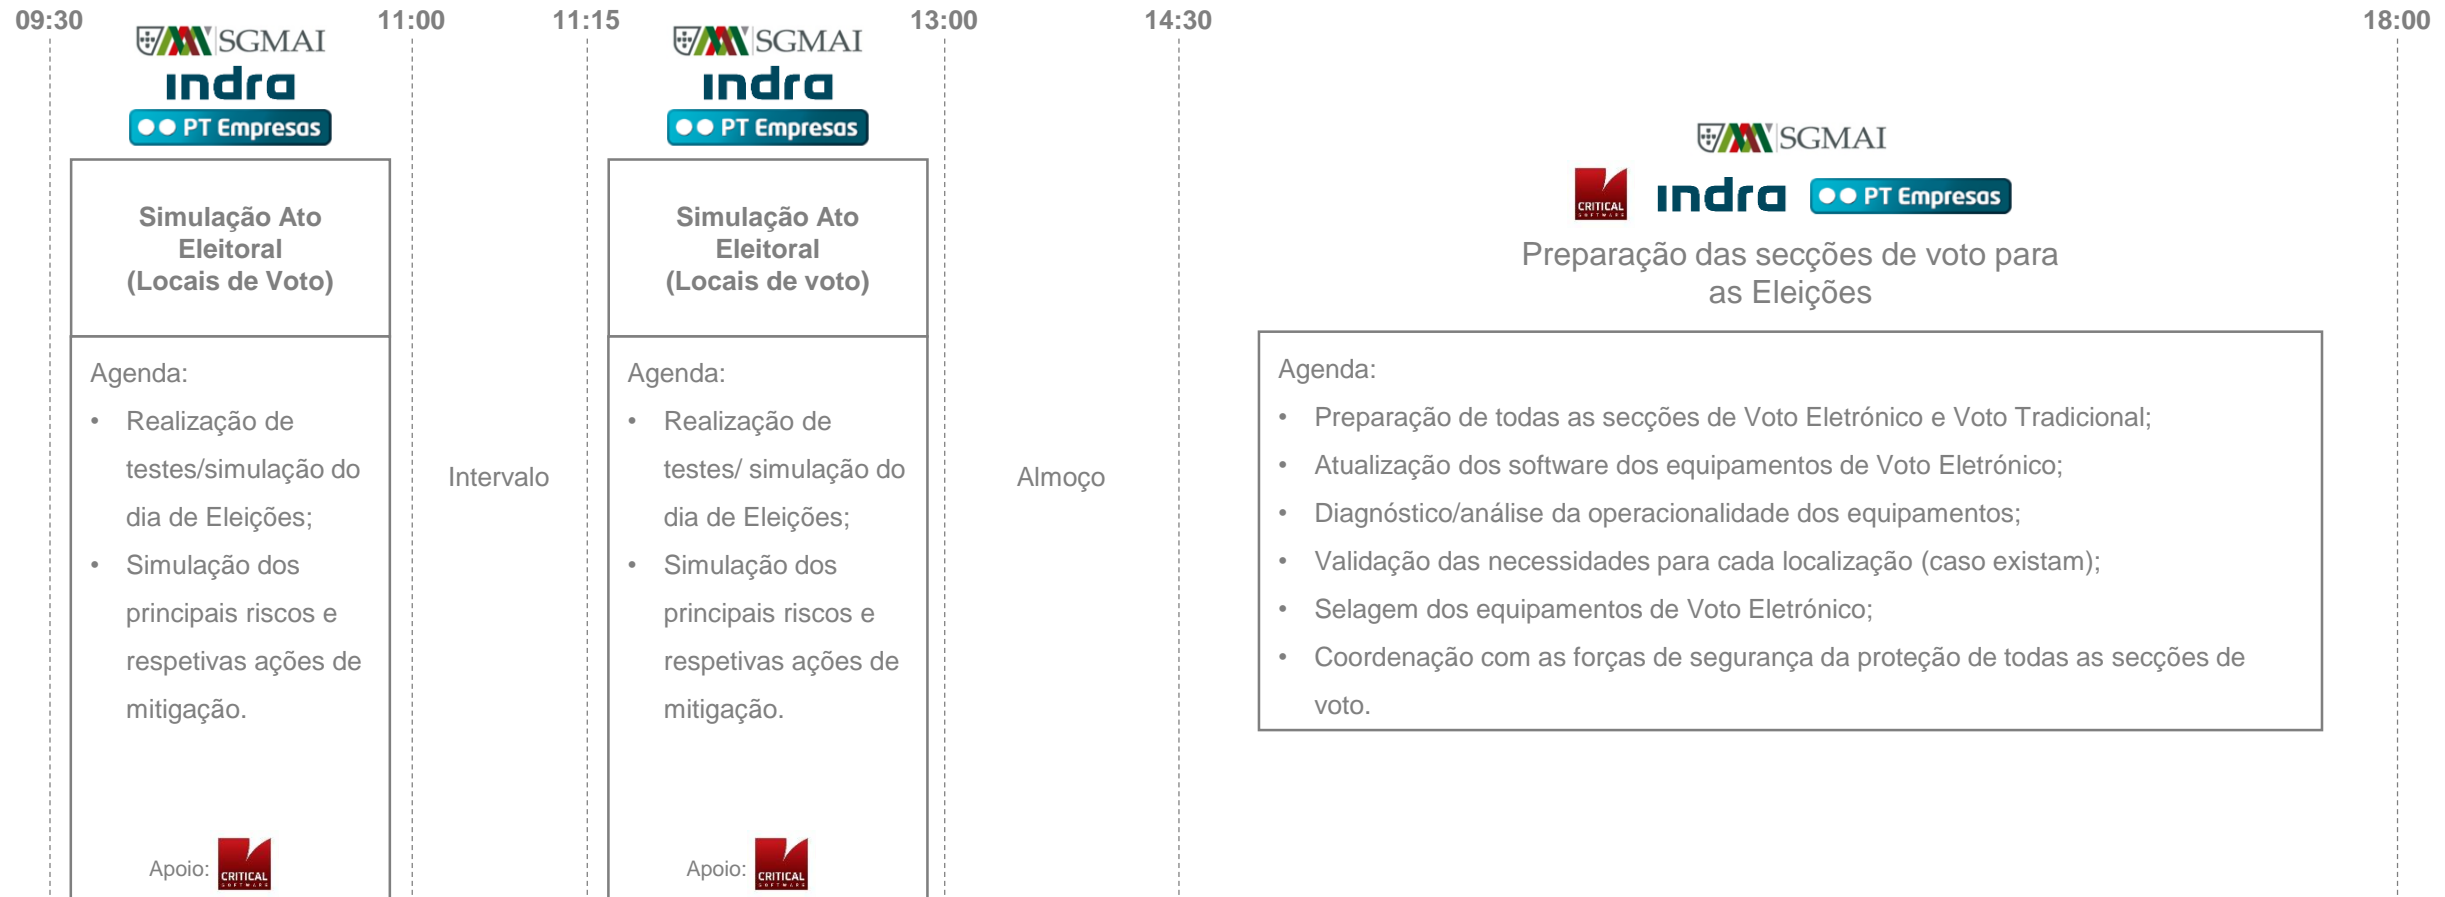 09:30
11:00
11:15
13:00
14:30
18:00
SGMAI
indra
PT Empresas
Simulação Ato
Eleitoral
(Locais de Voto)
Agenda:
• Realização de
testes/simulação do
dia de Eleições;
• Simulação dos
principais riscos e
respetivas ações de
mitigação.
Apoio:
CRITICAL
SOFTWARE
Intervalo
SGMAI
indra
PT Empresas
Simulação Ato
Eleitoral
(Locais de voto)
Agenda:
• Realização de
testes/ simulação do
dia de Eleições;
• Simulação dos
principais riscos e
respetivas ações de
mitigação.
Apoio:
CRITICAL
SOFTWARE
Almoço
SGMAI
CRITICAL
SOFTWARE
indra
PT Empresas
Preparação das secções de voto para
as Eleições
Agenda:
• Preparação de todas as secções de Voto Eletrónico e Voto Tradicional;
• Atualização dos software dos equipamentos de Voto Eletrónico;
• Diagnóstico/análise da operacionalidade dos equipamentos;
• Validação das necessidades para cada localização (caso existam);
• Selagem dos equipamentos de Voto Eletrónico;
• Coordenação com as forças de segurança da proteção de todas as secções de
voto.